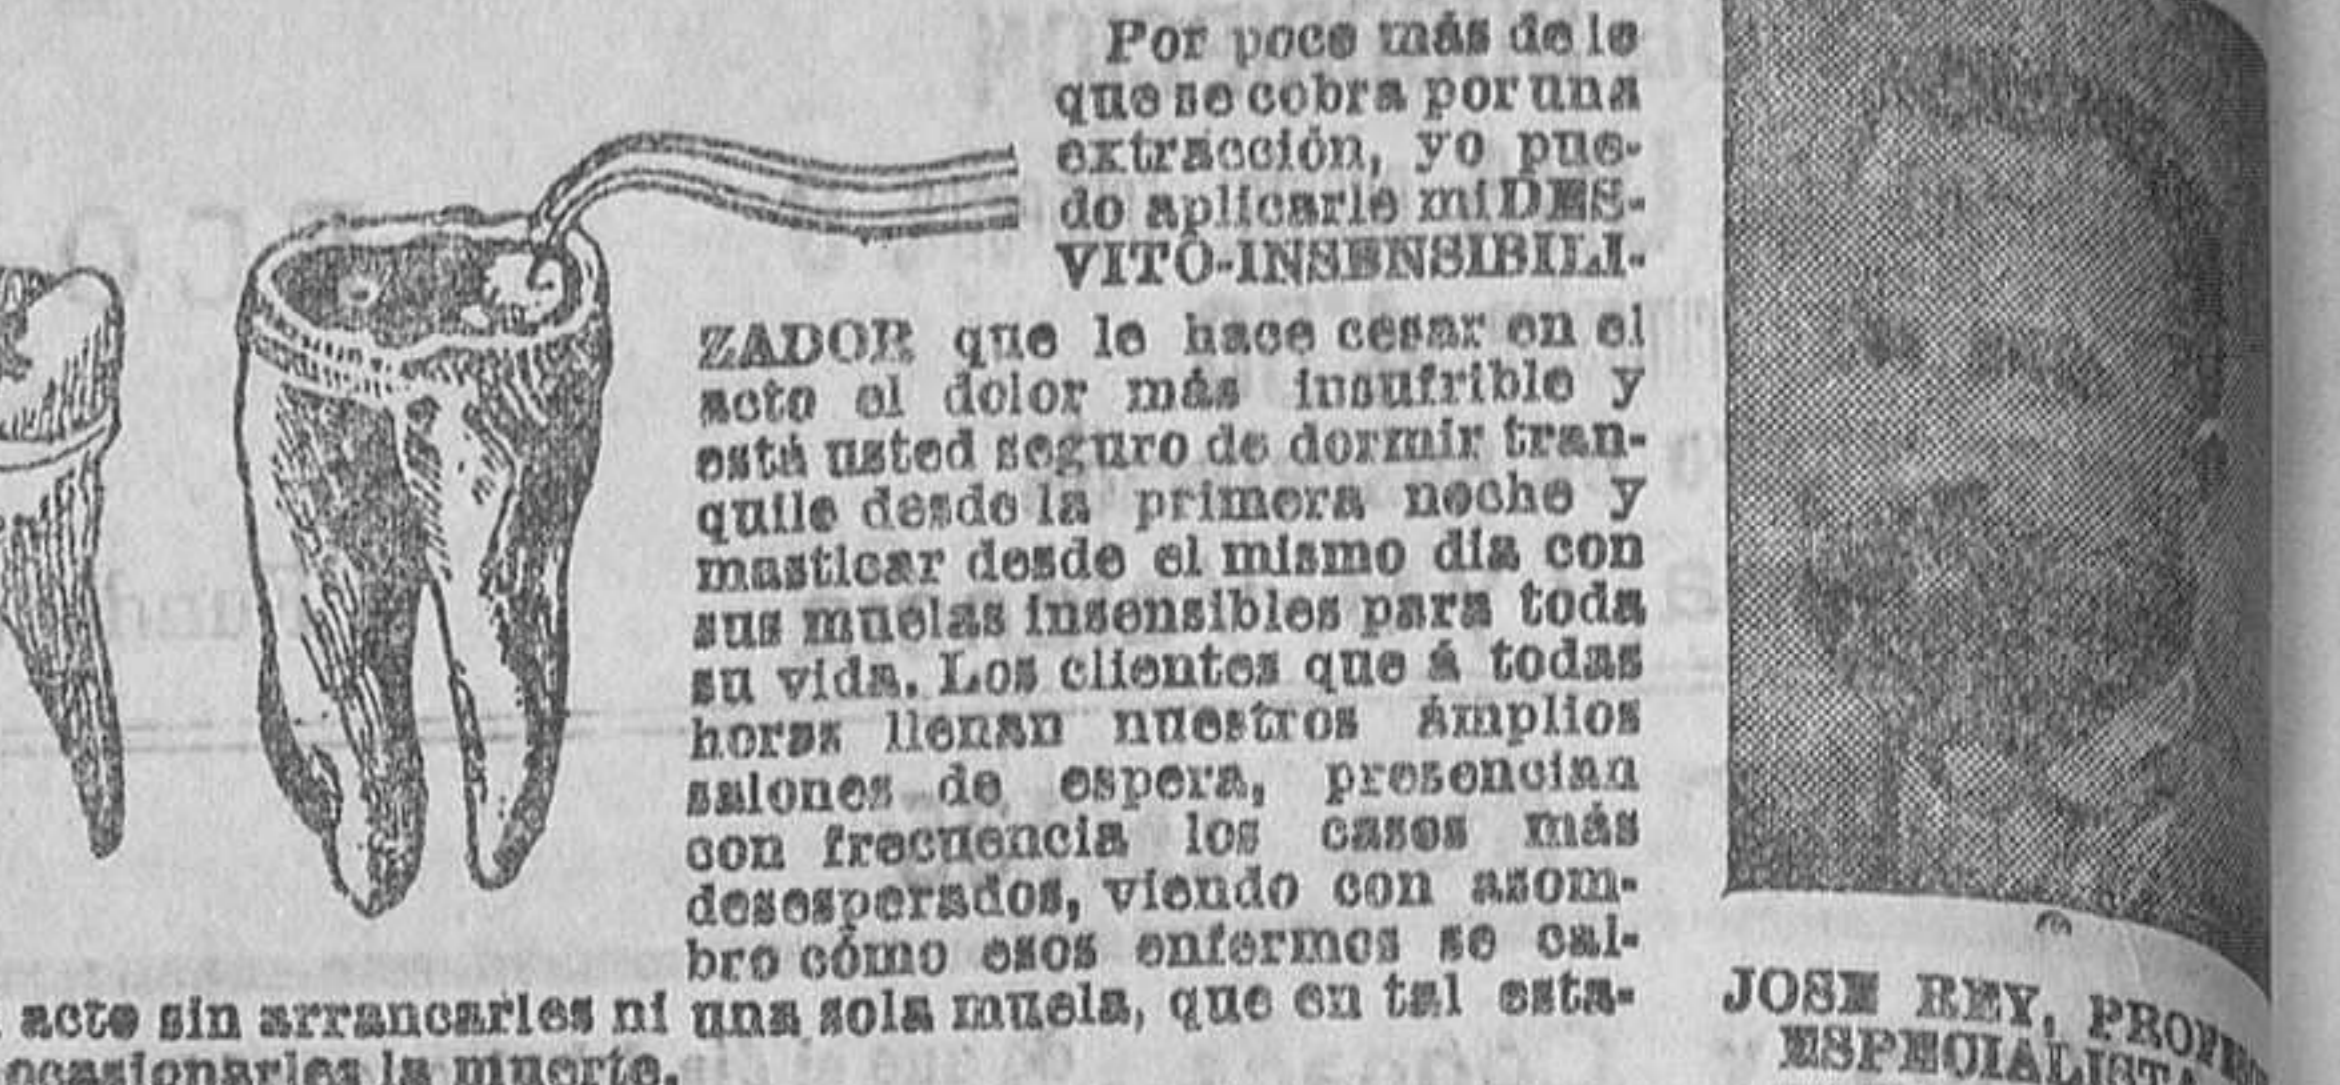 Por poco más de lo
que se cobra por una
extracción, yo pue-
do aplicarle mi DES-
VITO-INSENSIBILI-
ZADOR que le hace cesar en el
acto el dolor más insufrible y
está usted seguro de dormir tran-
quilo desde la primera noche y
masticar desde el mismo dia con
sus muelas insensibles para toda
su vida. Los clientes que á todas
horas llenan nuestros ámplios
salones de espera, presencian
con frecuencia los casos más
desesperados, viendo con asom-
bro cómo esos enfermos se cal-
acto sin arrancarles ni una sola muela, que en tal esta-
ocasionarles la muerte.
JOSE REY, PROFES
ESPECIALISTA